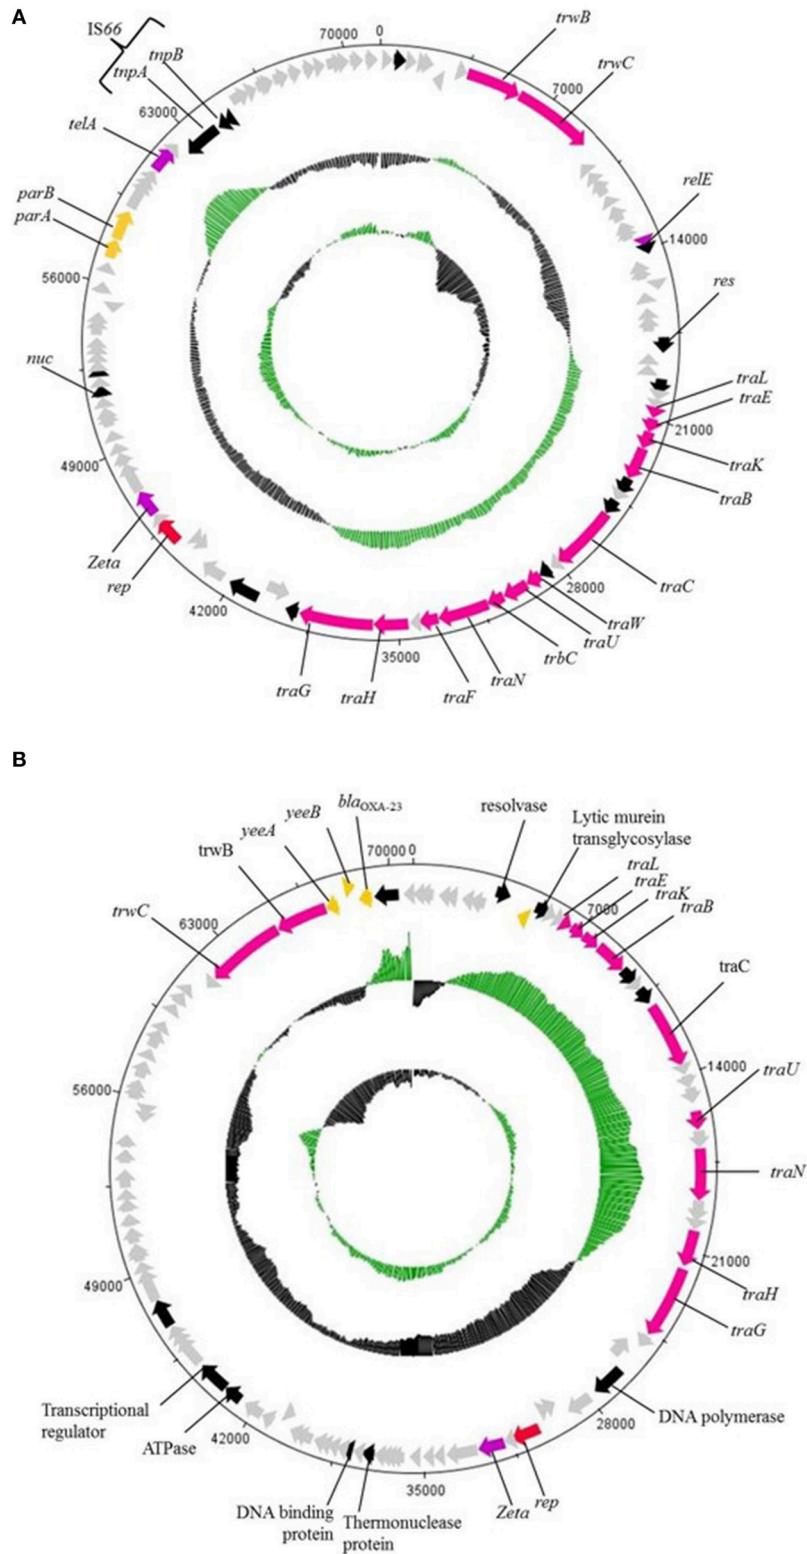 A
IS66
tnpB
tnpA
70000
0
trwB
trwC
7000
63000
telA
relE
14000
parB
parA
res
56000
nuc
traL
traE
21000
traK
traB
49000
Zeta
rep
traC
28000
42000
traW
traU
trbC
35000
traN
traF
traH
traG
B
blaOXA-23
yeeB
yeeA
resolvase
Lytic murein
transglycosylase
70000
0
trwB
traL
traE
7000
traK
traB
trwC
63000
traC
14000
traU
56000
traN
21000
traH
traG
49000
Transcriptional
regulator
DNA polymerase
28000
ATPase
42000
35000
rep
Zeta
DNA binding
protein
Thermonuclease
protein